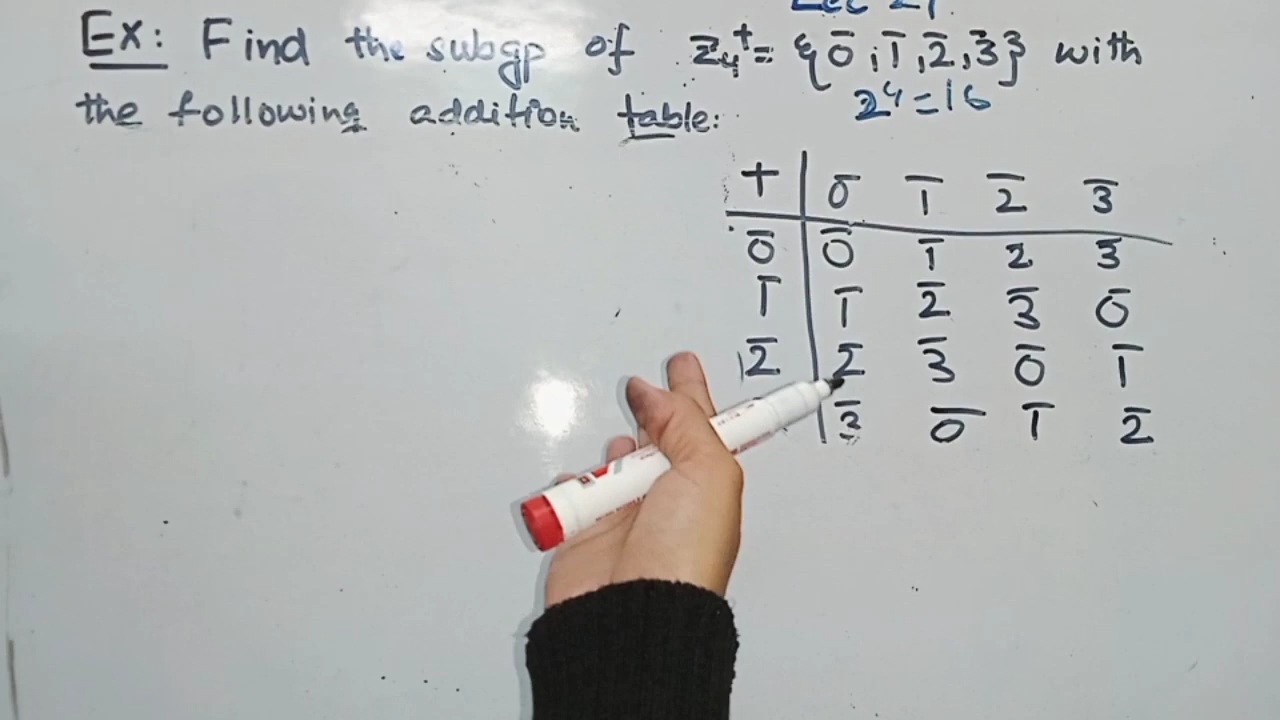 Lec 21
Ex: Find the subgp of Z₄⁺ = {0̄, 1̄, 2̄, 3̄} with
2⁴ = 16
the following addition table:
+ | 0̄ 1̄ 2̄ 3̄
0̄ | 0̄ 1̄ 2̄ 3̄
1̄ | 1̄ 2̄ 3̄ 0̄
2̄ | 2̄ 3̄ 0̄ 1̄
3̄ 0̄ 1̄ 2̄